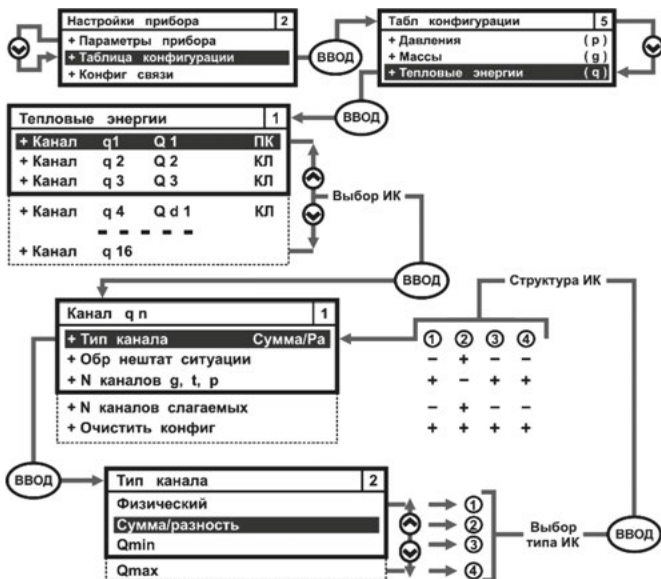 Настройки прибора 2
+ Параметры прибора
+ Таблица конфигурации
+ Конфиг связи
ВВОД
Табл конфигурации 5
+ Давления (p)
+ Массы (g)
+ Тепловые энергии (q)
ВВОД
Тепловые энергии 1
+ Канал q1 Q 1 ПК
+ Канал q 2 Q 2 КЛ
+ Канал q 3 Q 3 КЛ
+ Канал q 4 Q d 1 КЛ
- - - - -
+ Канал q 16
Выбор ИК
ВВОД
Структура ИК
Канал q n 1
+ Тип канала Сумма/Ра
+ Обр нештат ситуации
+ N каналов g, t, p
+ N каналов слагаемых
+ Очистить конфиг
① ② ③ ④
− + − −
+ − + +
− + − −
+ + + +
ВВОД
Тип канала 2
Физический
Сумма/разность
Qmin
Qmax
①
②
③
④
Выбор
типа ИК
ВВОД